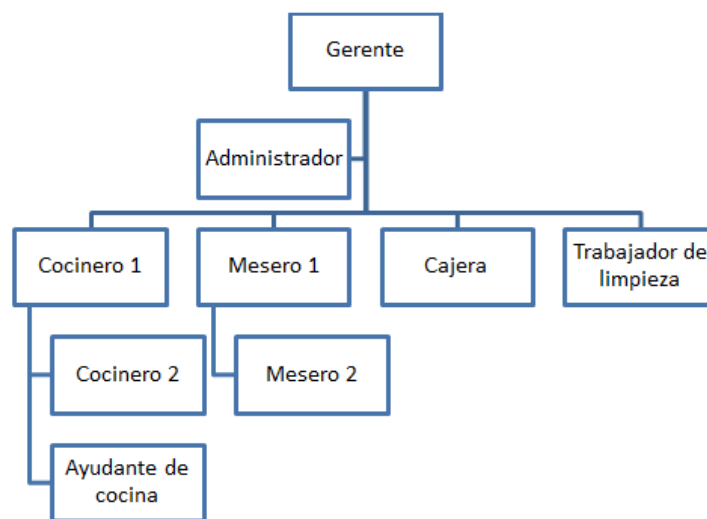 Gerente
Administrador
Cocinero 1
Mesero 1
Cajera
Trabajador de
limpieza
Cocinero 2
Mesero 2
Ayudante de
cocina